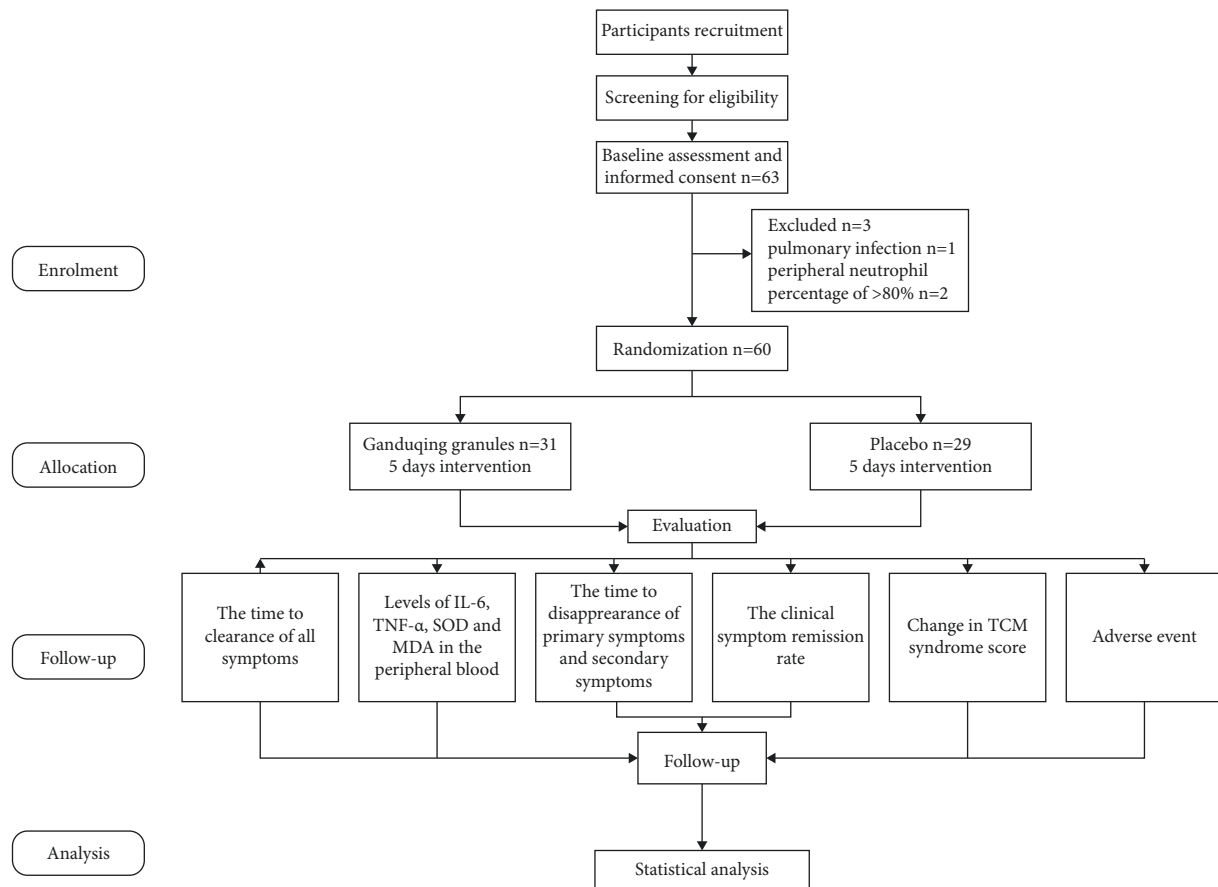 Participants recruitment
Screening for eligibility
Baseline assessment and
informed consent n=63
Excluded n=3
pulmonary infection n=1
peripheral neutrophil
percentage of >80% n=2
Enrolment
Randomization n=60
Ganduqing granules n=31
5 days intervention
Placebo n=29
5 days intervention
Allocation
Evaluation
The time to
clearance of all
symptoms
Levels of IL-6,
TNF-α, SOD and
MDA in the
peripheral blood
The time to
disapprearance of
primary symptoms
and secondary
symptoms
The clinical
symptom remission
rate
Change in TCM
syndrome score
Adverse event
Follow-up
Follow-up
Analysis
Statistical analysis